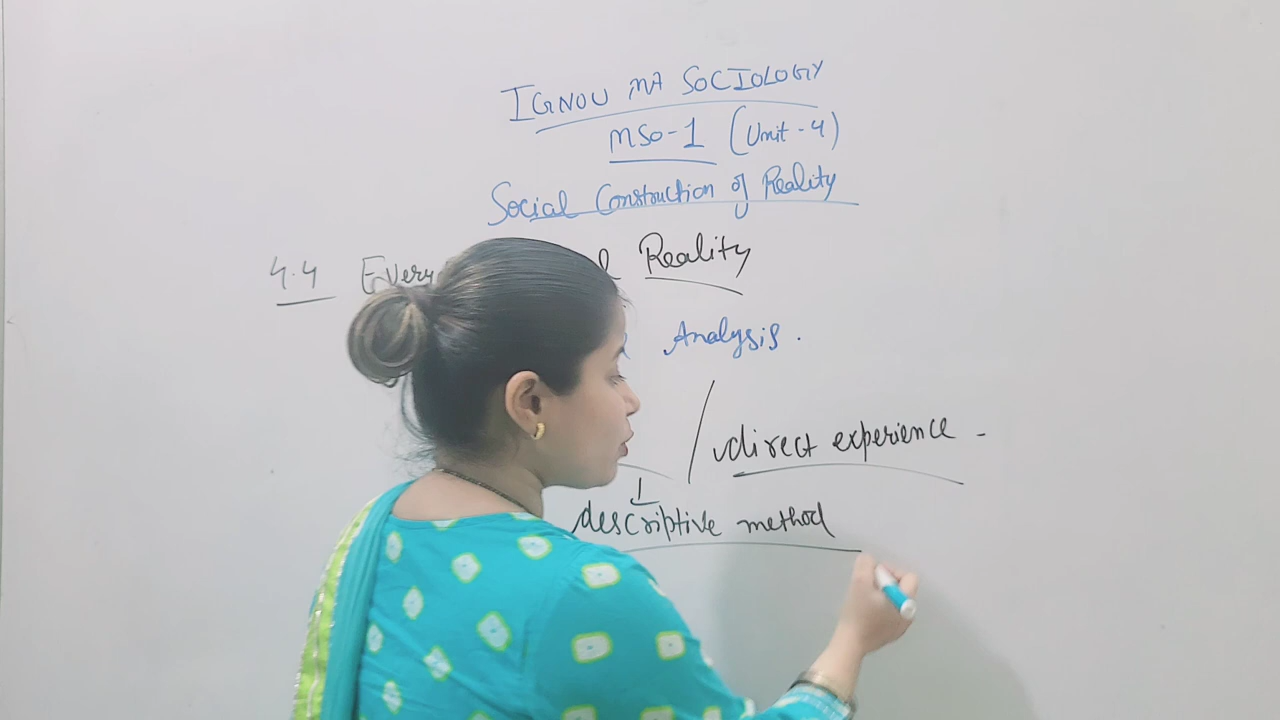 IGNOU MA SOCIOLOGY
MSO-1 (Unit-4)
Social Construction of Reality
4.4 Every Reality
Analysis.
direct experience -
descriptive method